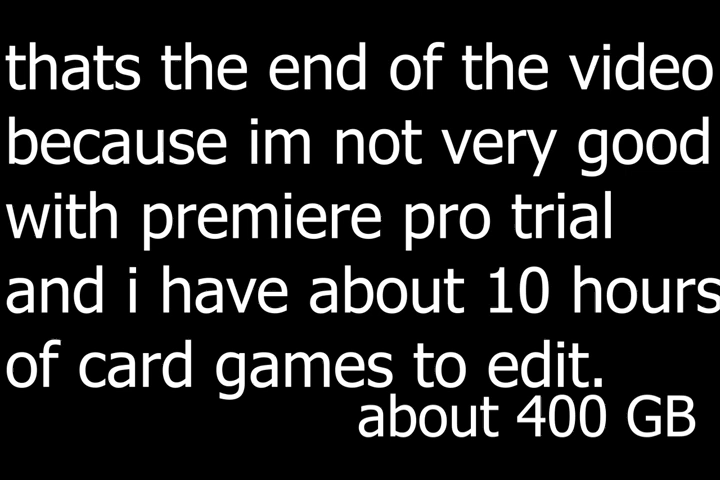 thats the end of the video
because im not very good
with premiere pro trial
and i have about 10 hours
of card games to edit.
about 400 GB